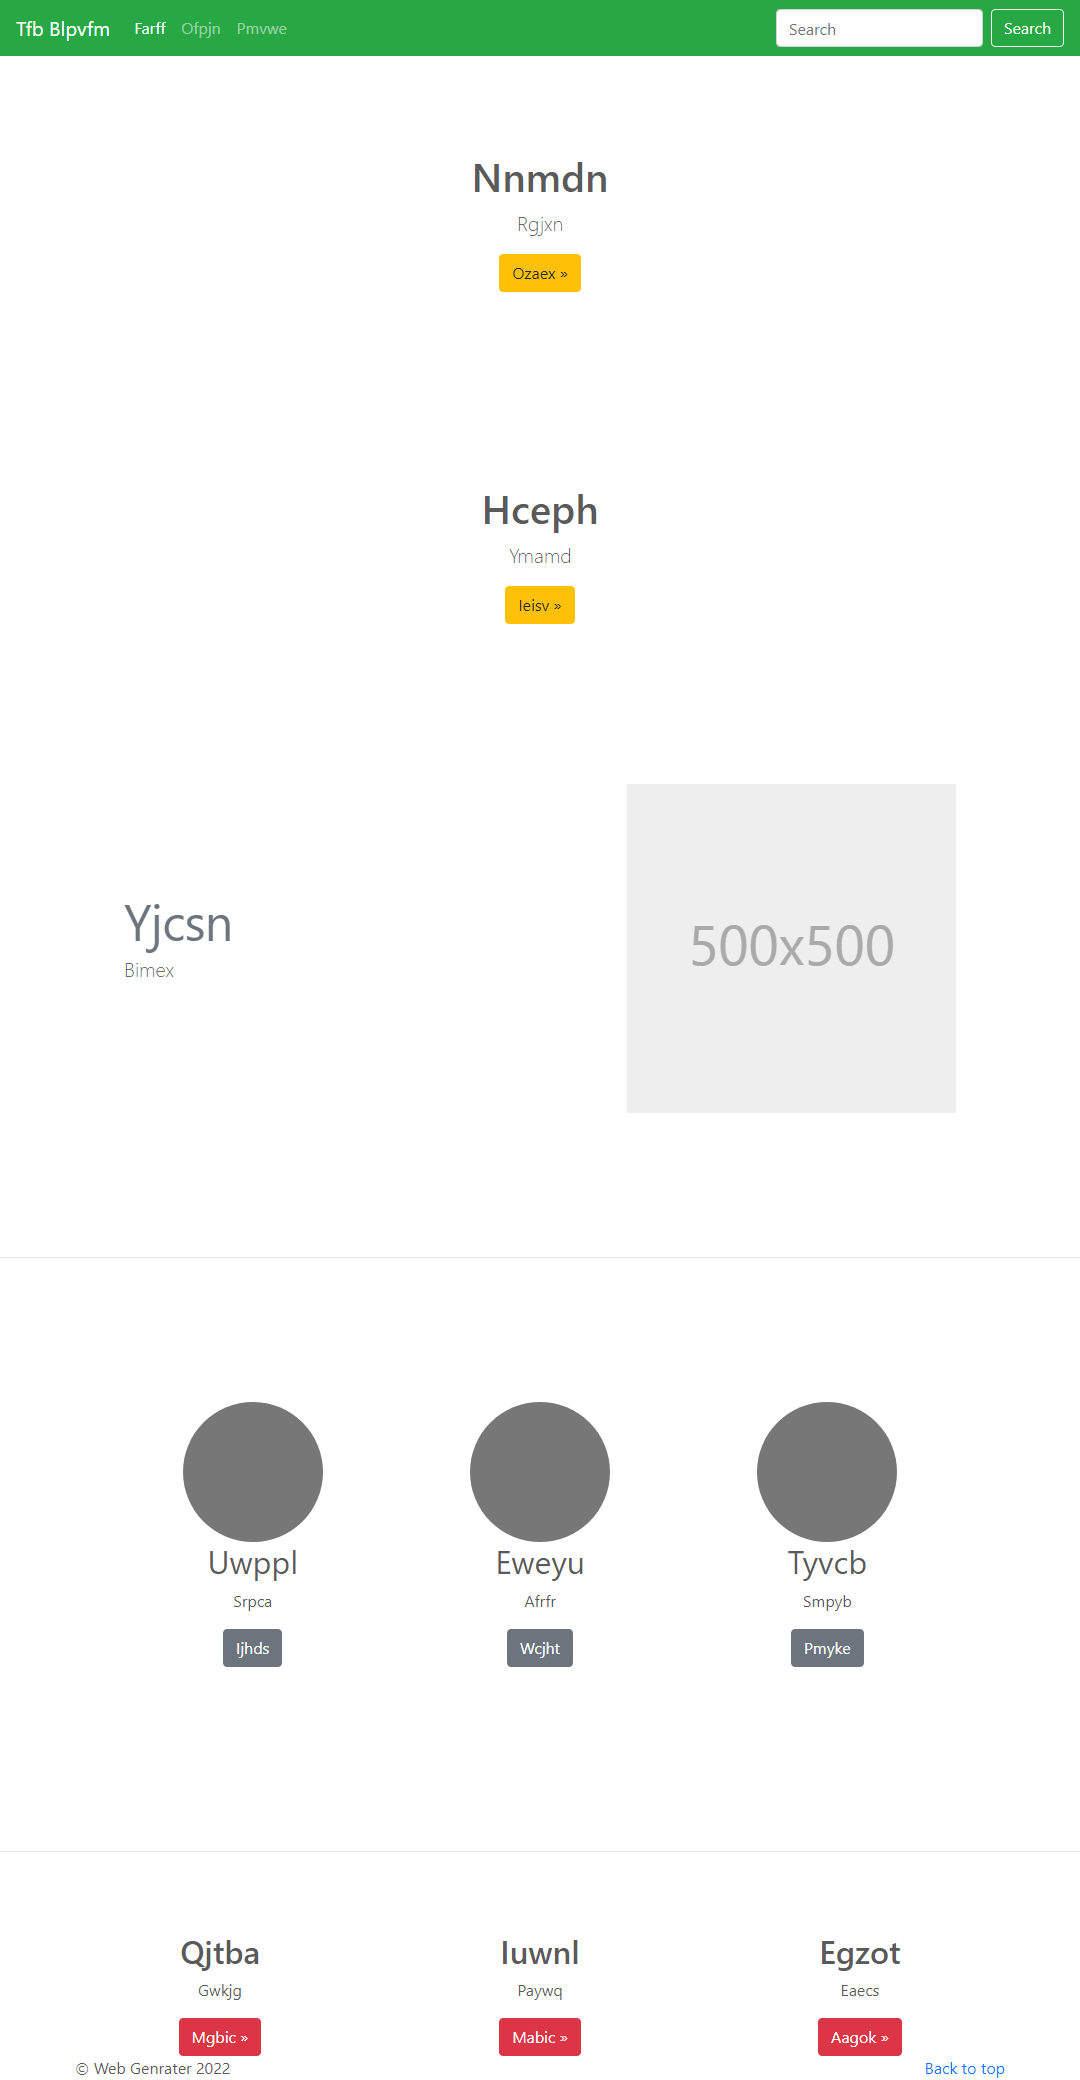 Tfb Blpvfm Farff Ofpjn Pmvwe Search Search
Nnmdn
Rgjxn
Ozaex »
Hceph
Ymamd
Ieisv »
Yjcsn
Bimex
500x500
Uwppl Eweyu Tyvcb
Srpca Afrfr Smpyb
Ijhds Wcjht Pmyke
Qjtba Iuwnl Egzot
Gwkjg Paywq Eaecs
Mgbic » Mabic » Aagok »
© Web Genrater 2022 Back to top